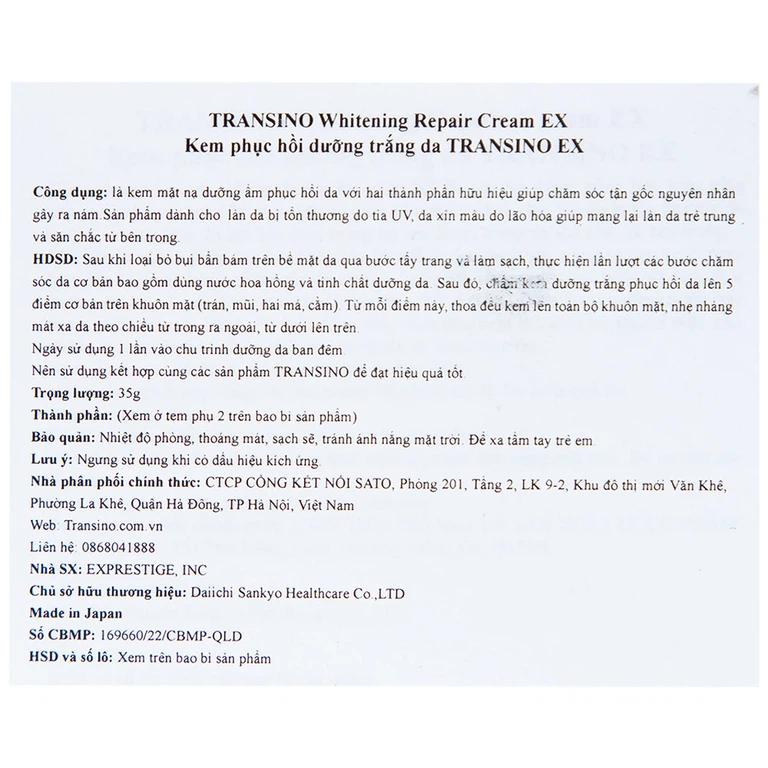 TRANSINO Whitening Repair Cream EX
Kem phục hồi dưỡng trắng da TRANSINO EX
Công dụng: là kem mặt nạ dưỡng ẩm phục hồi da với hai thành phần hữu hiệu giúp chăm sóc tận gốc nguyên nhân
gây ra nám.Sản phẩm dành cho làn da bị tổn thương do tia UV, da xỉn màu do lão hóa giúp mang lại làn da trẻ trung
và săn chắc từ bên trong.
HDSD: Sau khi loại bỏ bụi bẩn bám trên bề mặt da qua bước tẩy trang và làm sạch, thực hiện lần lượt các bước chăm
sóc da cơ bản bao gồm dùng nước hoa hồng và tinh chất dưỡng da. Sau đó, chấm kem dưỡng trắng phục hồi da lên 5
điểm cơ bản trên khuôn mặt (trán, mũi, hai má, cằm). Từ mỗi điểm này, thoa đều kem lên toàn bộ khuôn mặt, nhẹ nhàng
mát xa da theo chiều từ trong ra ngoài, từ dưới lên trên.
Ngày sử dụng 1 lần vào chu trình dưỡng da ban đêm.
Nên sử dụng kết hợp cùng các sản phẩm TRANSINO để đạt hiệu quả tốt.
Trọng lượng: 35g
Thành phần: (Xem ở tem phụ 2 trên bao bì sản phẩm)
Bảo quản: Nhiệt độ phòng, thoáng mát, sạch sẽ, tránh ánh nắng mặt trời. Để xa tầm tay trẻ em.
Lưu ý: Ngưng sử dụng khi có dấu hiệu kích ứng.
Nhà phân phối chính thức: CTCP CỔNG KẾT NỐI SATO, Phòng 201, Tầng 2, LK 9-2, Khu đô thị mới Văn Khê,
Phường La Khê, Quận Hà Đông, TP Hà Nội, Việt Nam
Web: Transino.com.vn
Liên hệ: 0868041888
Nhà SX: EXPRESTIGE, INC
Chủ sở hữu thương hiệu: Daiichi Sankyo Healthcare Co.,LTD
Made in Japan
Số CBMP: 169660/22/CBMP-QLD
HSD và số lô: Xem trên bao bì sản phẩm